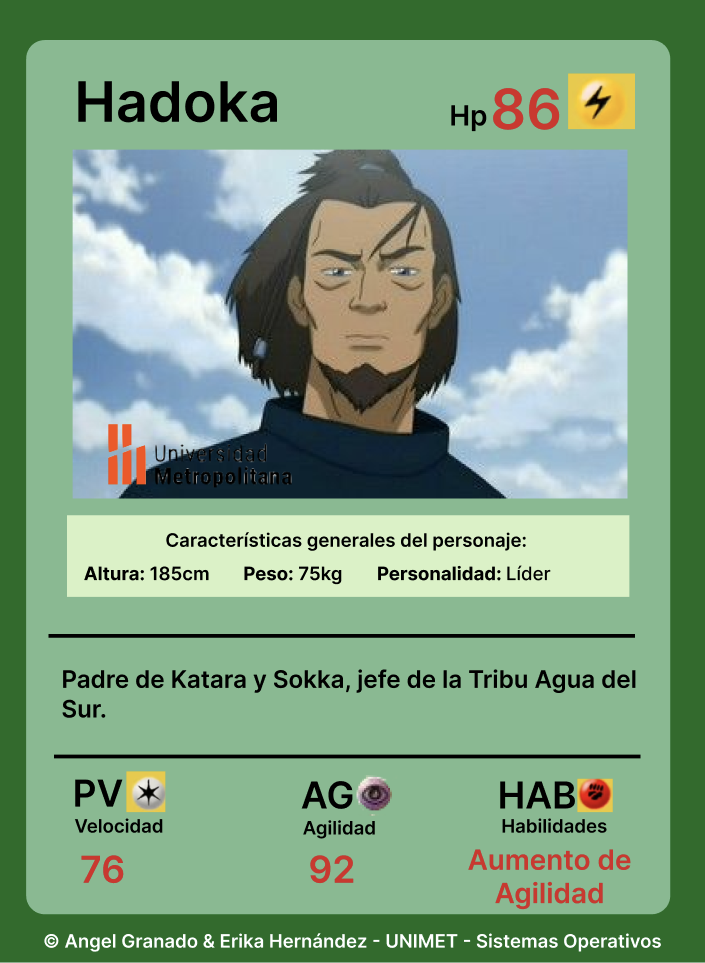 Hadoka
Hp 86
Universidad
Metropolitana
Características generales del personaje:
Altura: 185cm Peso: 75kg Personalidad: Líder
Padre de Katara y Sokka, jefe de la Tribu Agua del
Sur.
PV AG HAB
Velocidad Agilidad Habilidades
76 92 Aumento de
Agilidad
© Angel Granado & Erika Hernández - UNIMET - Sistemas Operativos